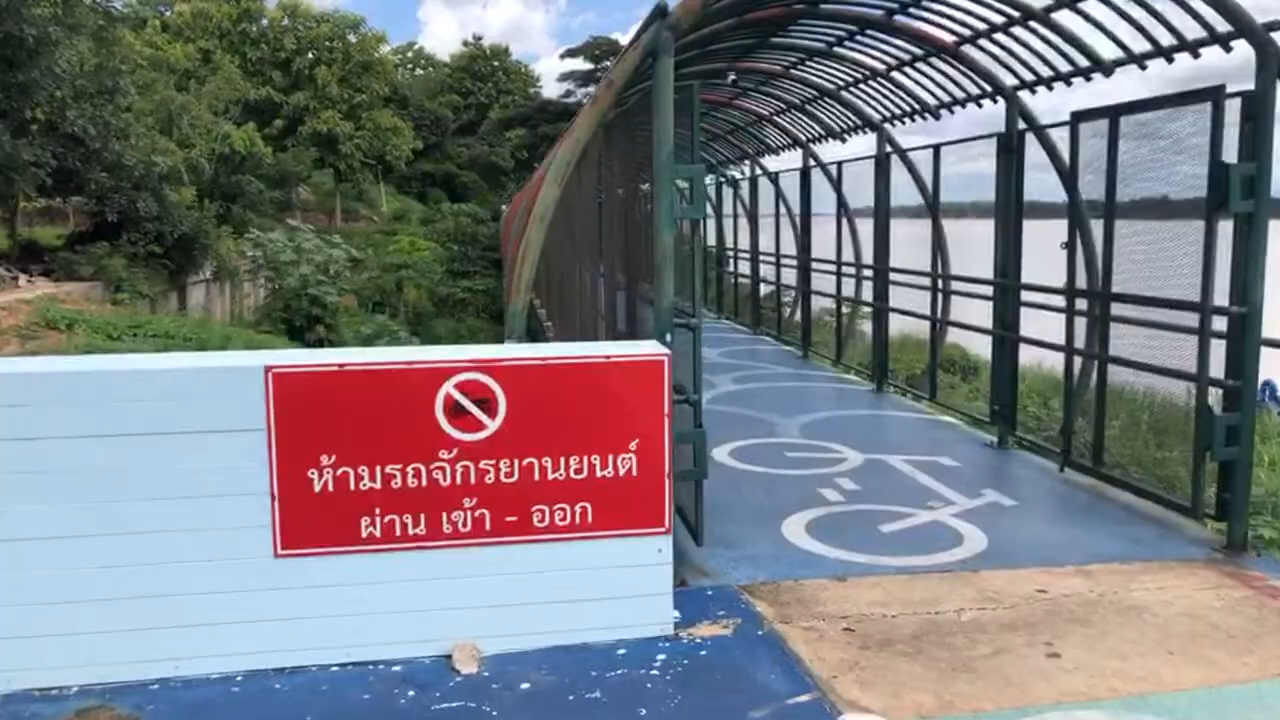 ห้ามรถจักรยานยนต์
ผ่าน เข้า - ออก